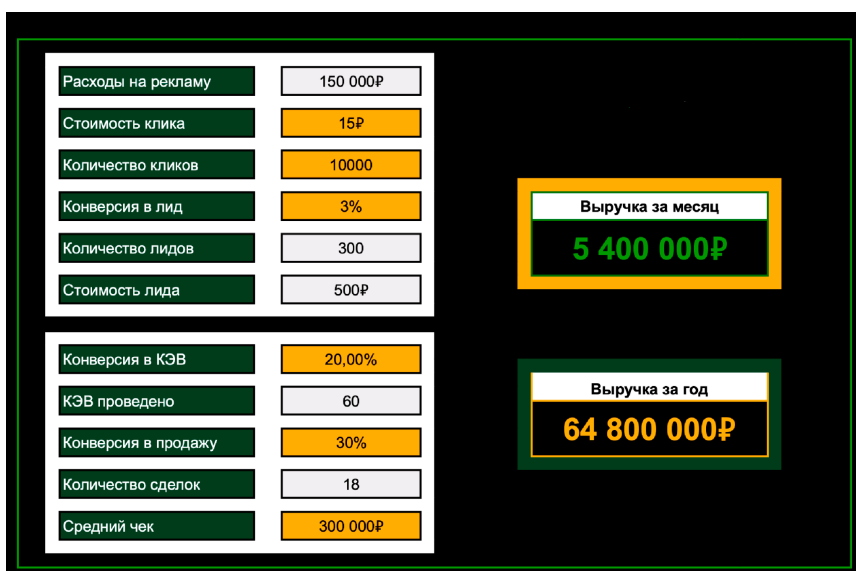 Расходы на рекламу 150 000₽
Стоимость клика 15₽
Количество кликов 10000
Конверсия в лид 3%
Количество лидов 300
Стоимость лида 500₽
Конверсия в КЭВ 20,00%
КЭВ проведено 60
Конверсия в продажу 30%
Количество сделок 18
Средний чек 300 000₽
Выручка за месяц
5 400 000₽
Выручка за год
64 800 000₽